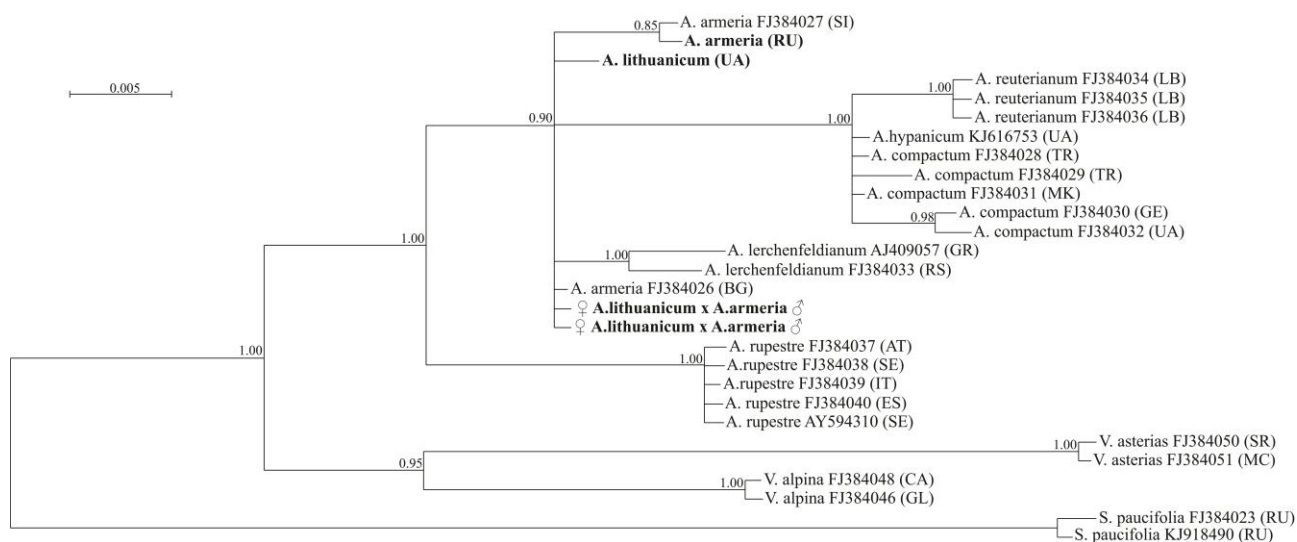 A. armeria FJ384027 (SI)
0.85
A. armeria (RU)
A. lithuanicum (UA)
0.005
A. reuterianum FJ384034 (LB)
1.00
A. reuterianum FJ384035 (LB)
A. reuterianum FJ384036 (LB)
0.90
1.00
A.hypanicum KJ616753 (UA)
A. compactum FJ384028 (TR)
A. compactum FJ384029 (TR)
A. compactum FJ384031 (MK)
A. compactum FJ384030 (GE)
0.98
A. compactum FJ384032 (UA)
1.00
A. lerchenfeldianum AJ409057 (GR)
1.00
A. lerchenfeldianum FJ384033 (RS)
A. armeria FJ384026 (BG)
♀ A.lithuanicum x A.armeria ♂
♀ A.lithuanicum x A.armeria ♂
A. rupestre FJ384037 (AT)
1.00
1.00
A.rupestre FJ384038 (SE)
A.rupestre FJ384039 (IT)
A. rupestre FJ384040 (ES)
A. rupestre AY594310 (SE)
V. asterias FJ384050 (SR)
1.00
0.95
V. asterias FJ384051 (MC)
V. alpina FJ384048 (CA)
1.00
V. alpina FJ384046 (GL)
S. paucifolia FJ384023 (RU)
S. paucifolia KJ918490 (RU)